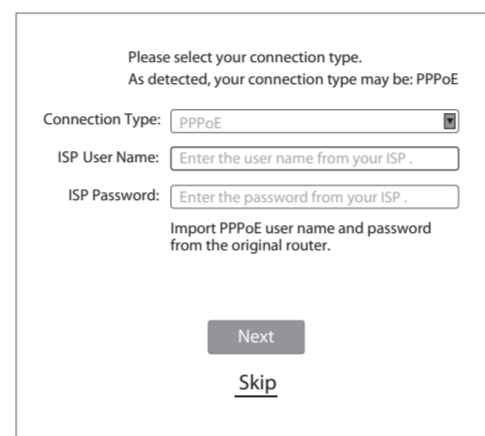 Please select your connection type.
As detected, your connection type may be: PPPoE
Connection Type: PPPoE
ISP User Name: Enter the user name from your ISP .
ISP Password: Enter the password from your ISP .
Import PPPoE user name and password
from the original router.
Next
Skip